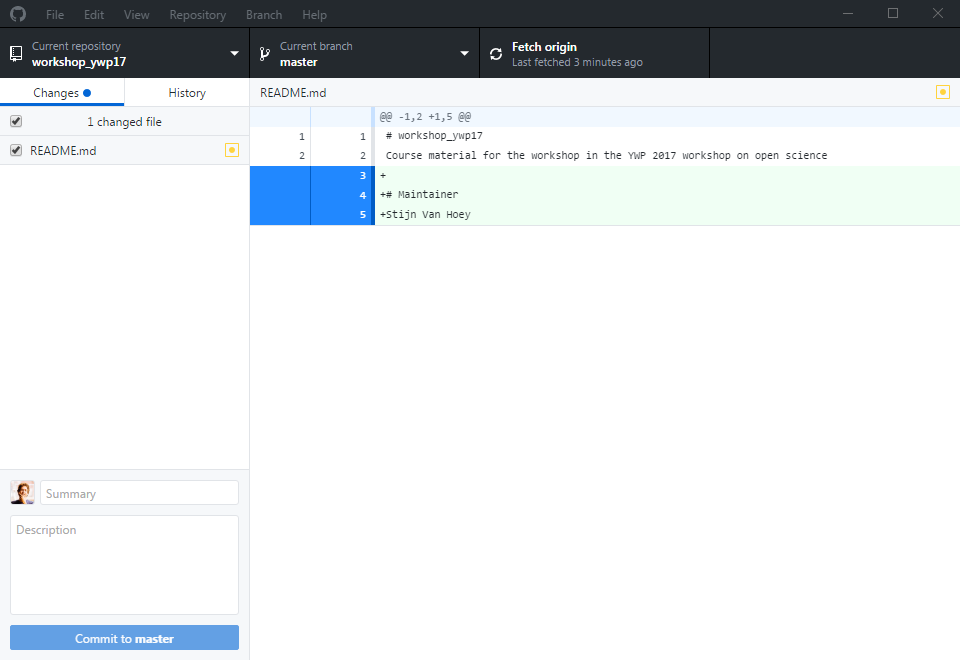 File Edit View Repository Branch Help
Current repository
workshop_ywp17
Current branch
master
Fetch origin
Last fetched 3 minutes ago
Changes History
README.md
1 changed file
README.md
@@ -1,2 +1,5 @@
1 1 # workshop_ywp17
2 2 Course material for the workshop in the YWP 2017 workshop on open science
3 +
4 +# Maintainer
5 +Stijn Van Hoey
Summary
Description
Commit to master